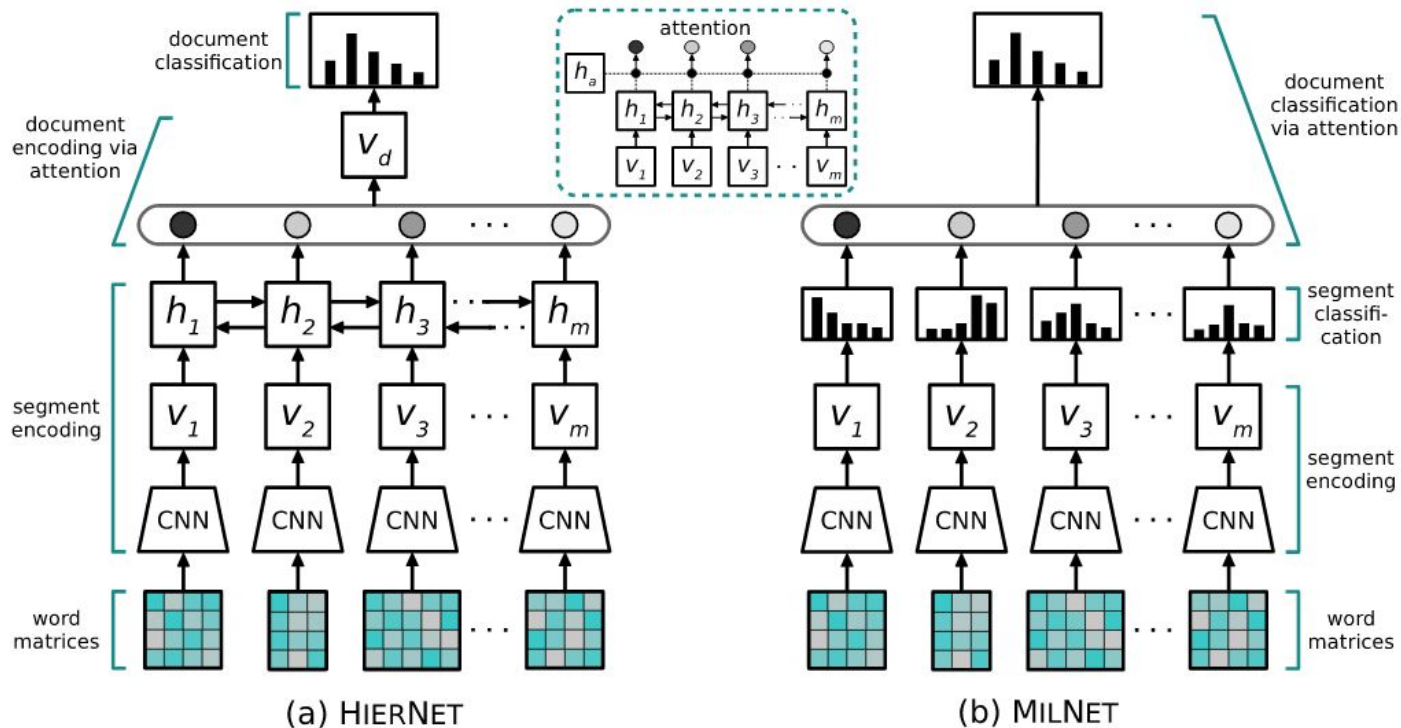 document
classification
document
encoding via
attention
v_d
h_1 h_2 h_3 ... h_m
segment
encoding
v_1 v_2 v_3 ... v_m
CNN CNN CNN ... CNN
word
matrices
...
(a) HIERNET
attention
h_a
h_1 h_2 h_3 ... h_m
v_1 v_2 v_3 ... v_m
document
classification
via attention
segment
classifi-
cation
v_1 v_2 v_3 ... v_m
segment
encoding
CNN CNN CNN ... CNN
word
matrices
(b) MILNET